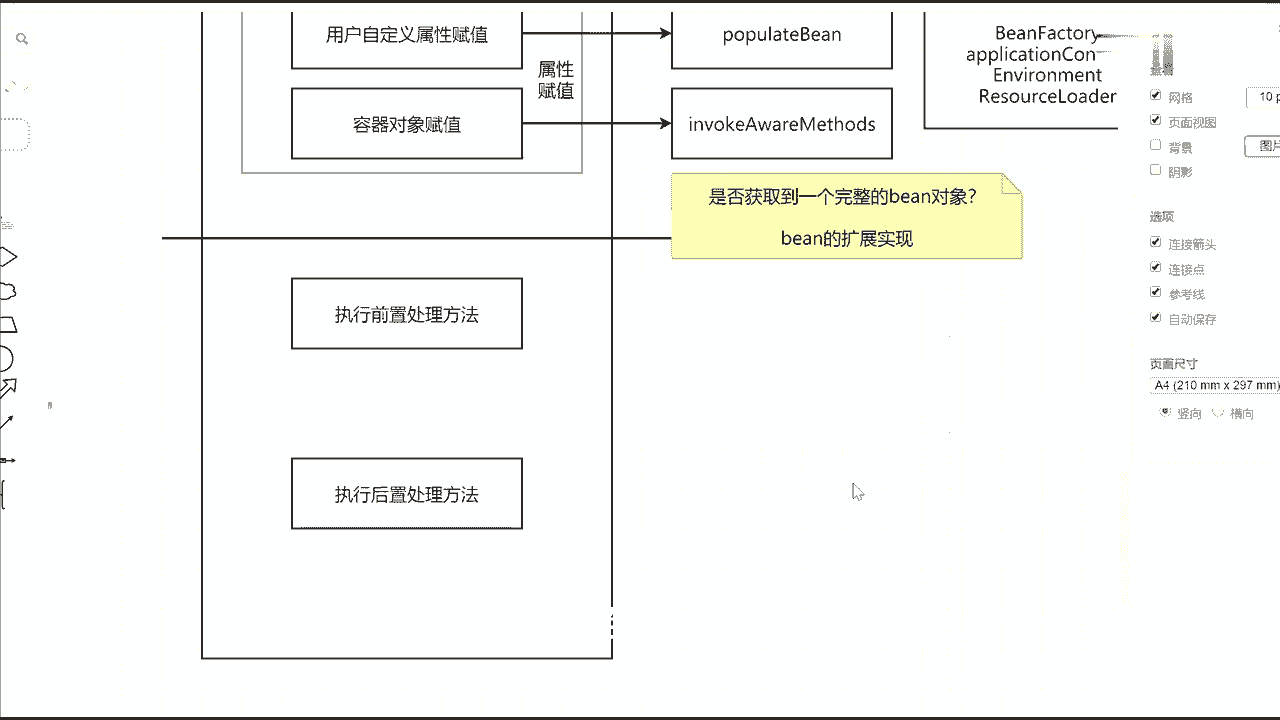 用户自定义属性赋值
populateBean
BeanFactory
applicationCon
Environment
ResourceLoader
属性
赋值
容器对象赋值
invokeAwareMethods
是否获取到一个完整的bean对象?
bean的扩展实现
执行前置处理方法
执行后置处理方法
网格
10 p
页面视图
背景
图片
阴影
选项
连接箭头
连接点
参考线
自动保存
页面尺寸
A4 (210 mm x 297 mm)
竖向
横向